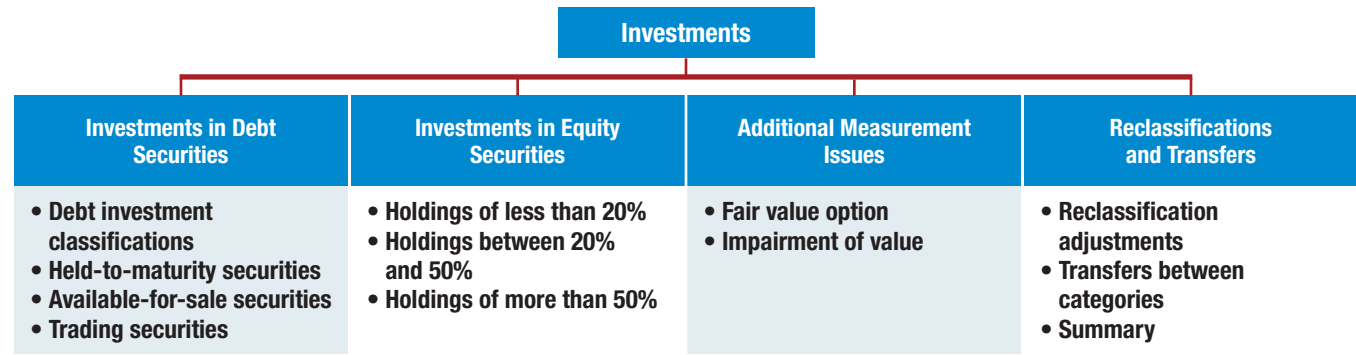 Investments
Investments in Debt
Securities
• Debt investment
classifications
• Held-to-maturity securities
• Available-for-sale securities
• Trading securities
Investments in Equity
Securities
• Holdings of less than 20%
• Holdings between 20%
and 50%
• Holdings of more than 50%
Additional Measurement
Issues
• Fair value option
• Impairment of value
Reclassifications
and Transfers
• Reclassification
adjustments
• Transfers between
categories
• Summary